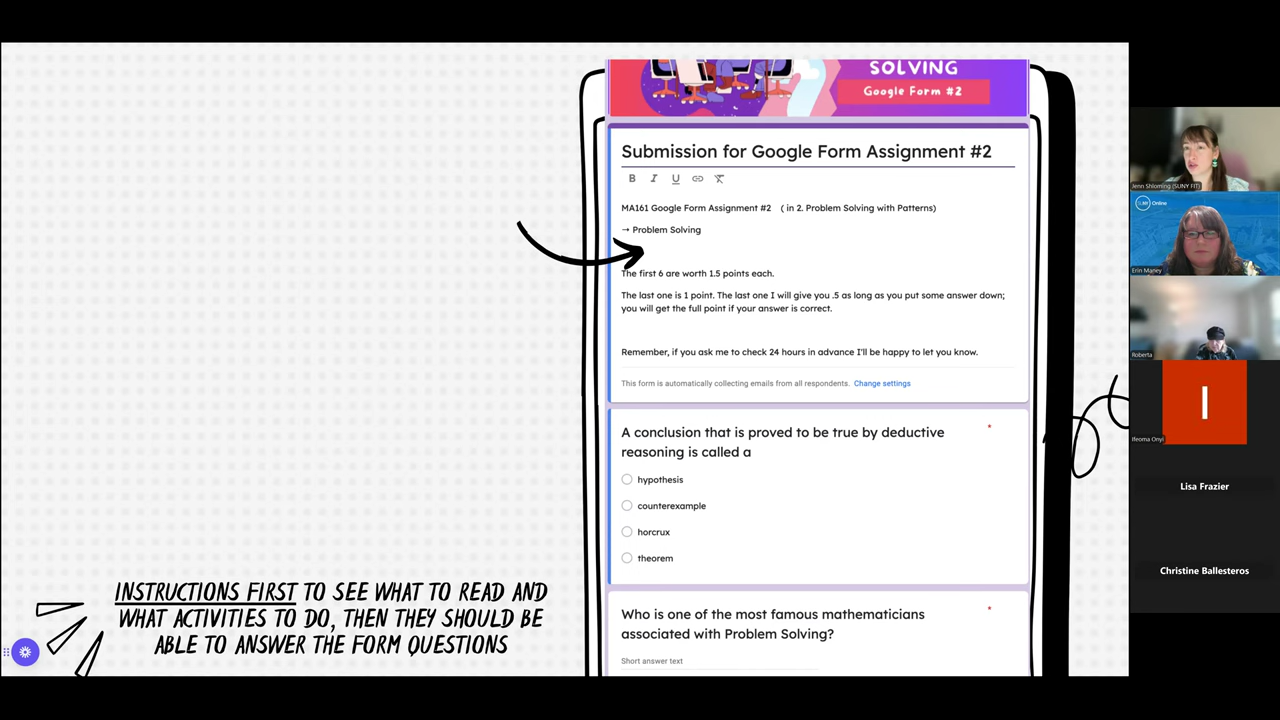 SOLVING
Google Form #2
Submission for Google Form Assignment #2
B I U
MA161 Google Form Assignment #2 ( in 2. Problem Solving with Patterns)
→ Problem Solving
The first 6 are worth 1.5 points each.
The last one is 1 point. The last one I will give you .5 as long as you put some answer down;
you will get the full point if your answer is correct.
Remember, if you ask me to check 24 hours in advance I'll be happy to let you know.
This form is automatically collecting emails from all respondents. Change settings
A conclusion that is proved to be true by deductive *
reasoning is called a
hypothesis
counterexample
horcrux
theorem
Who is one of the most famous mathematicians *
associated with Problem Solving?
Short answer text
INSTRUCTIONS FIRST TO SEE WHAT TO READ AND
WHAT ACTIVITIES TO DO, THEN THEY SHOULD BE
ABLE TO ANSWER THE FORM QUESTIONS
Jenn Shloming (SUNY FIT)
SUNY Online
Erin Maney
Roberta
I
Ifeoma Onyi
Lisa Frazier
Christine Ballesteros